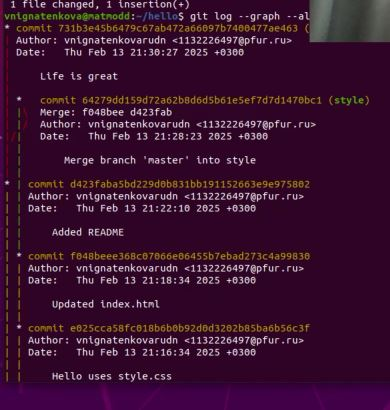 1 file changed, 1 insertion(+)
vnignatenkova@matmodd:~/hello$ git log --graph --al
* commit 731b3e45b6479c67ab472a66097b7400477ae463 (
| Author: vnignatenkovarudn <1132226497@pfur.ru>
| Date: Thu Feb 13 21:30:27 2025 +0300
|
| Life is great
|
| * commit 64279dd159d72a62b8d6d5b61e5ef7d7d1470bc1 (style)
| |\ Merge: f048bee d423fab
| | Author: vnignatenkovarudn <1132226497@pfur.ru>
| | Date: Thu Feb 13 21:28:23 2025 +0300
| |
| | Merge branch 'master' into style
| |
* | commit d423faba5bd229d0b831bb191152663e9e975802
| | Author: vnignatenkovarudn <1132226497@pfur.ru>
| | Date: Thu Feb 13 21:22:10 2025 +0300
| |
| | Added README
| |
| * commit f048beee368c07066e06455b7ebad273c4a99830
| | Author: vnignatenkovarudn <1132226497@pfur.ru>
| | Date: Thu Feb 13 21:18:34 2025 +0300
| |
| | Updated index.html
| |
| * commit e025cca58fc018b6b0b92d0d3202b85ba6b56c3f
| | Author: vnignatenkovarudn <1132226497@pfur.ru>
| | Date: Thu Feb 13 21:16:34 2025 +0300
| |
| | Hello uses style.css